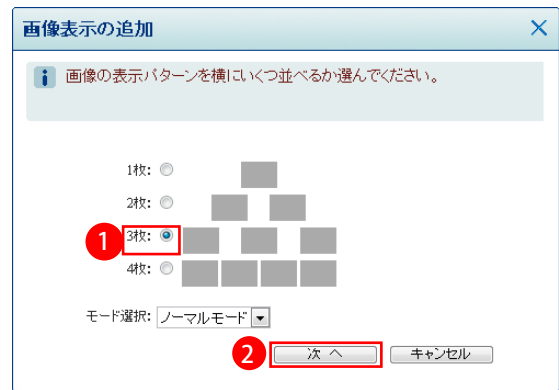 画像表示の追加
i 画像の表示パターンを横にいくつ並べるか選んでください。
1枚:
2枚:
1 3枚:
4枚:
モード選択: ノーマルモード
2 次 へ キャンセル